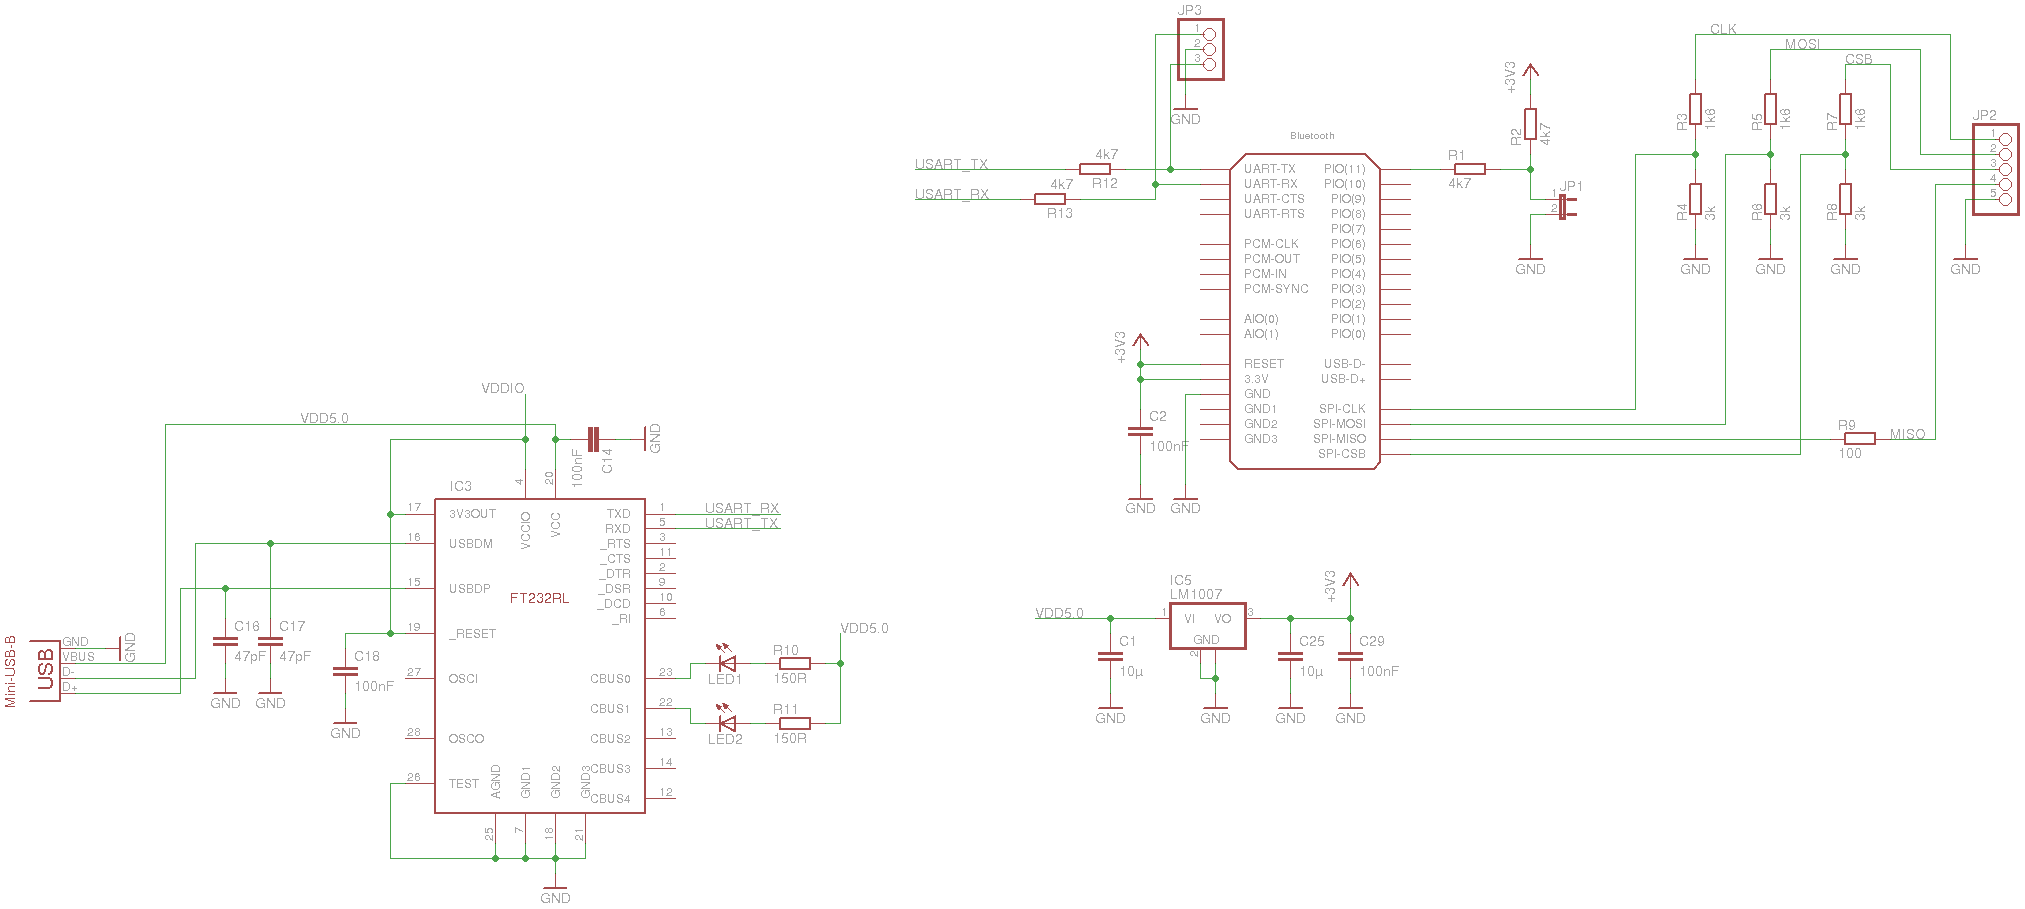 JP3
1
2
3
GND
USART_TX
4k7
R12
USART_RX
4k7
R13
Bluetooth
UART-TX
UART-RX
UART-CTS
UART-RTS
PCM-CLK
PCM-OUT
PCM-IN
PCM-SYNC
AIO(0)
AIO(1)
RESET
3.3V
GND
GND1
GND2
GND3
PIO(11)
PIO(10)
PIO(9)
PIO(8)
PIO(7)
PIO(6)
PIO(5)
PIO(4)
PIO(3)
PIO(2)
PIO(1)
PIO(0)
USB-D-
USB-D+
SPI-CLK
SPI-MOSI
SPI-MISO
SPI-CSB
+3V3
C2
100nF
GND
GND
+3V3
R2
4k7
R1
4k7
JP1
1
2
GND
CLK
MOSI
CSB
R3
1k6
R5
1k6
R7
1k6
R4
3k
R6
3k
R8
3k
GND
GND
GND
JP2
1
2
3
4
5
GND
R9
100
MISO
VDDIO
VDD5.0
100nF
C14
GND
IC3
4
20
17
16
15
19
27
28
26
3V3OUT
USBDM
USBDP
_RESET
OSCI
OSCO
TEST
VCCIO
VCC
FT232RL
AGND
GND1
GND2
GND3
25
7
18
21
GND
TXD
RXD
_RTS
_CTS
_DTR
_DSR
_DCD
_RI
CBUS0
CBUS1
CBUS2
CBUS3
CBUS4
1
5
3
11
2
9
10
6
23
22
13
14
12
USART_RX
USART_TX
LED1
R10
150R
LED2
R11
150R
VDD5.0
Mini-USB-B
USB
GND
VBUS
D-
D+
GND
C16
47pF
GND
C17
47pF
GND
C18
100nF
GND
VDD5.0
IC5
LM1007
1
VI
VO
3
GND
2
C1
10µ
GND
GND
C25
10µ
GND
+3V3
C29
100nF
GND